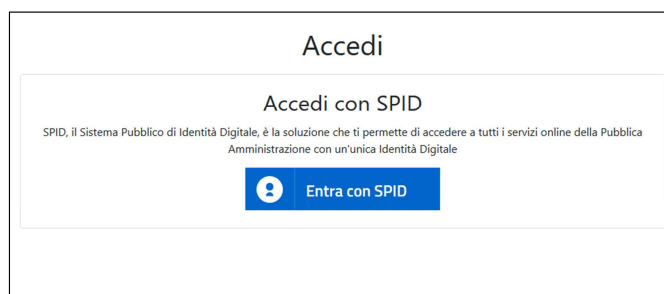 Accedi
Accedi con SPID
SPID, il Sistema Pubblico di Identità Digitale, è la soluzione che ti permette di accedere a tutti i servizi online della Pubblica
Amministrazione con un'unica Identità Digitale
Entra con SPID